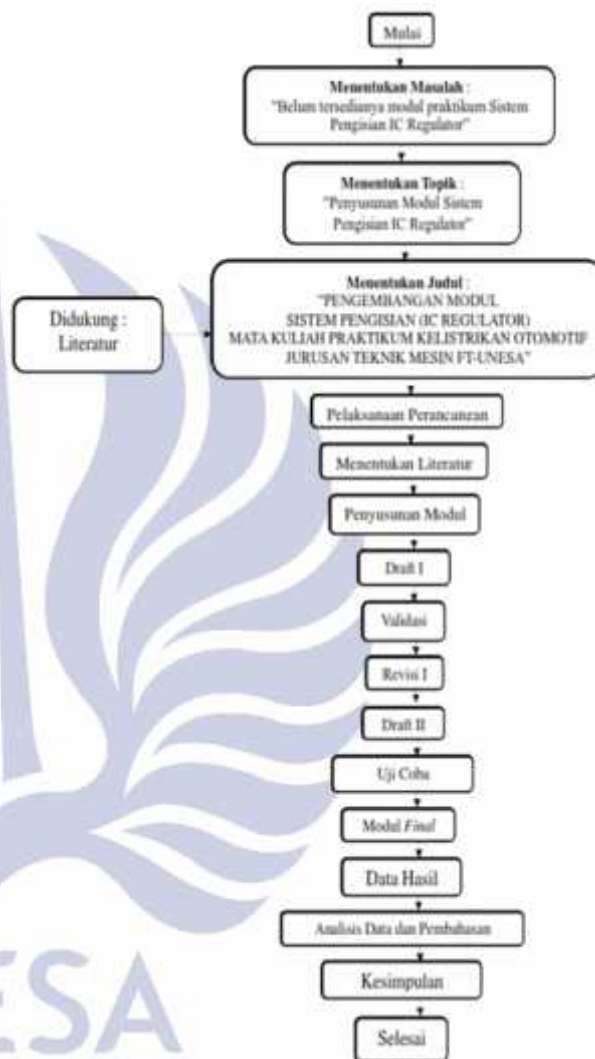 Mulai
Menentukan Masalah :
"Belum tersedianya modul praktikum Sistem
Pengisian IC Regulator"
Menentukan Topik :
"Penyusunan Modul Sistem
Pengisian IC Regulator"
Didukung :
Literatur
Menentukan Judul :
"PENGEMBANGAN MODUL
SISTEM PENGISIAN (IC REGULATOR)
MATA KULIAH PRAKTIKUM KELISTRIKAN OTOMOTIF
JURUSAN TEKNIK MESIN FT-UNESA"
Pelaksanaan Perancanean
Menentukan Literatur
Penyusunan Modul
Draft I
Validasi
Revisi I
Draft II
Uji Coba
Modul Final
Data Hasil
Analisis Data dan Pembahasan
Kesimpulan
Selesai
ESA